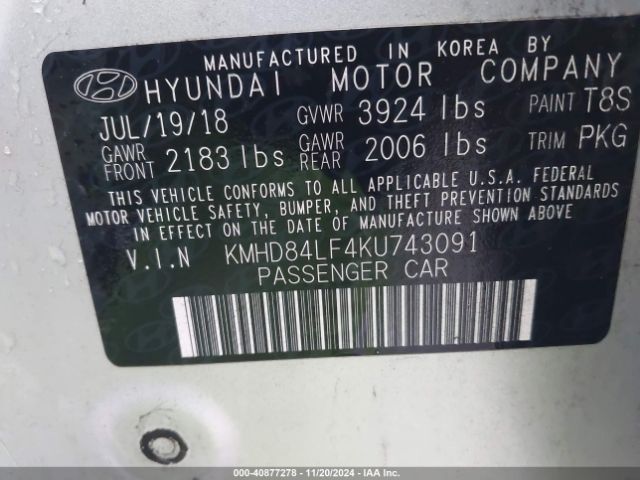 MANUFACTURED IN KOREA BY
HYUNDAI MOTOR COMPANY
JUL/19/18 GVWR 3924 lbs PAINT T8S
GAWR FRONT 2183 lbs GAWR REAR 2006 lbs TRIM PKG
THIS VEHICLE CONFORMS TO ALL APPLICABLE U.S.A. FEDERAL
MOTOR VEHICLE SAFETY, BUMPER, AND THEFT PREVENTION STANDARDS
IN EFFECT ON THE DATE OF MANUFACTURE SHOWN ABOVE
V.I.N KMHD84LF4KU743091
PASSENGER CAR
000-40877278 - 11/20/2024 - IAA Inc.